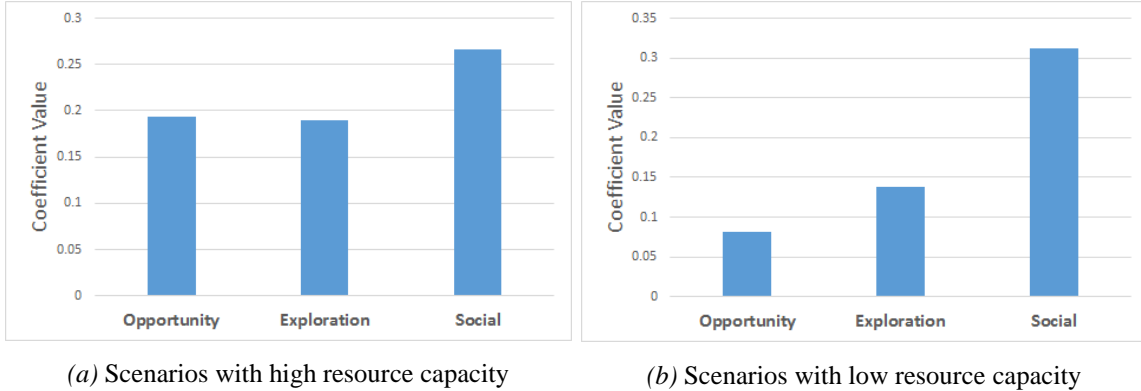 0.3
0.25
0.2
0.15
0.1
0.05
0
Coefficient Value
Opportunity Exploration Social
(a) Scenarios with high resource capacity
0.35
0.3
0.25
0.2
0.15
0.1
0.05
0
Coefficient Value
Opportunity Exploration Social
(b) Scenarios with low resource capacity